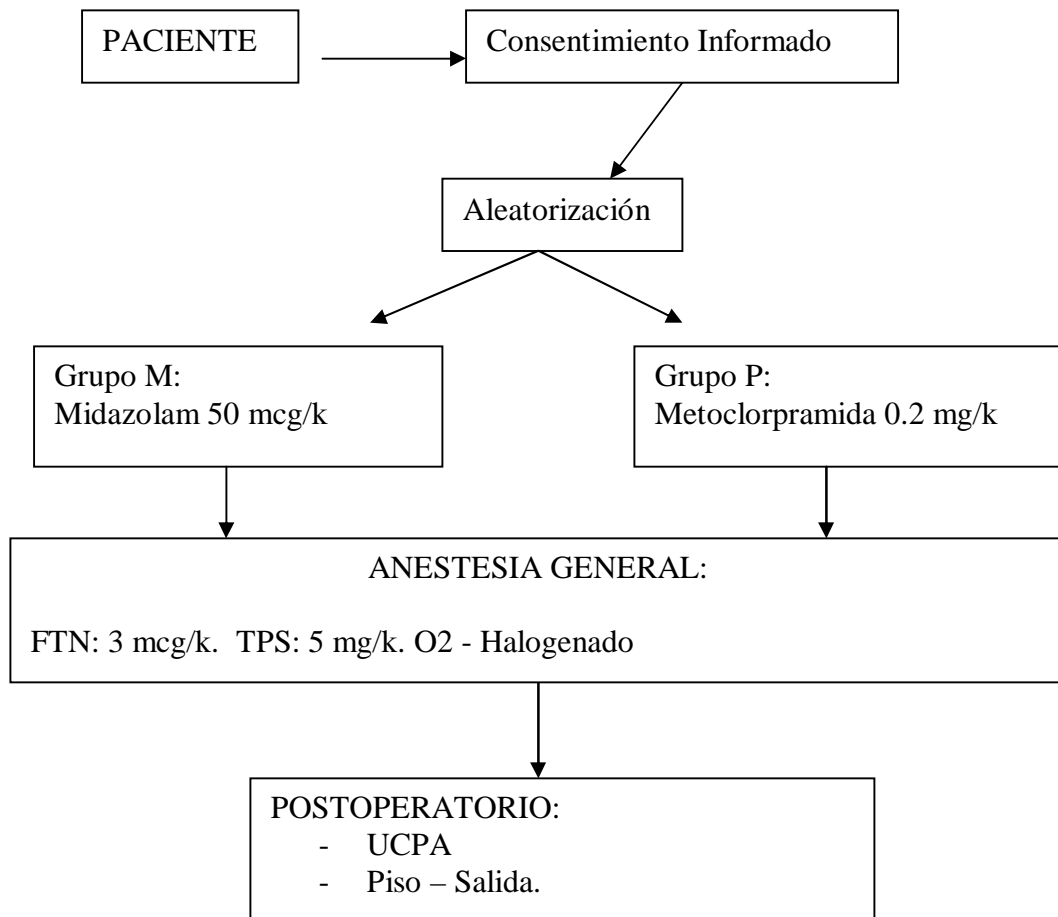 PACIENTE
Consentimiento Informado
Aleatorización
Grupo M:
Midazolam 50 mcg/k
Grupo P:
Metoclorpramida 0.2 mg/k
ANESTESIA GENERAL:
FTN: 3 mcg/k. TPS: 5 mg/k. O2 - Halogenado
POSTOPERATORIO:
- UCPA
- Piso – Salida.